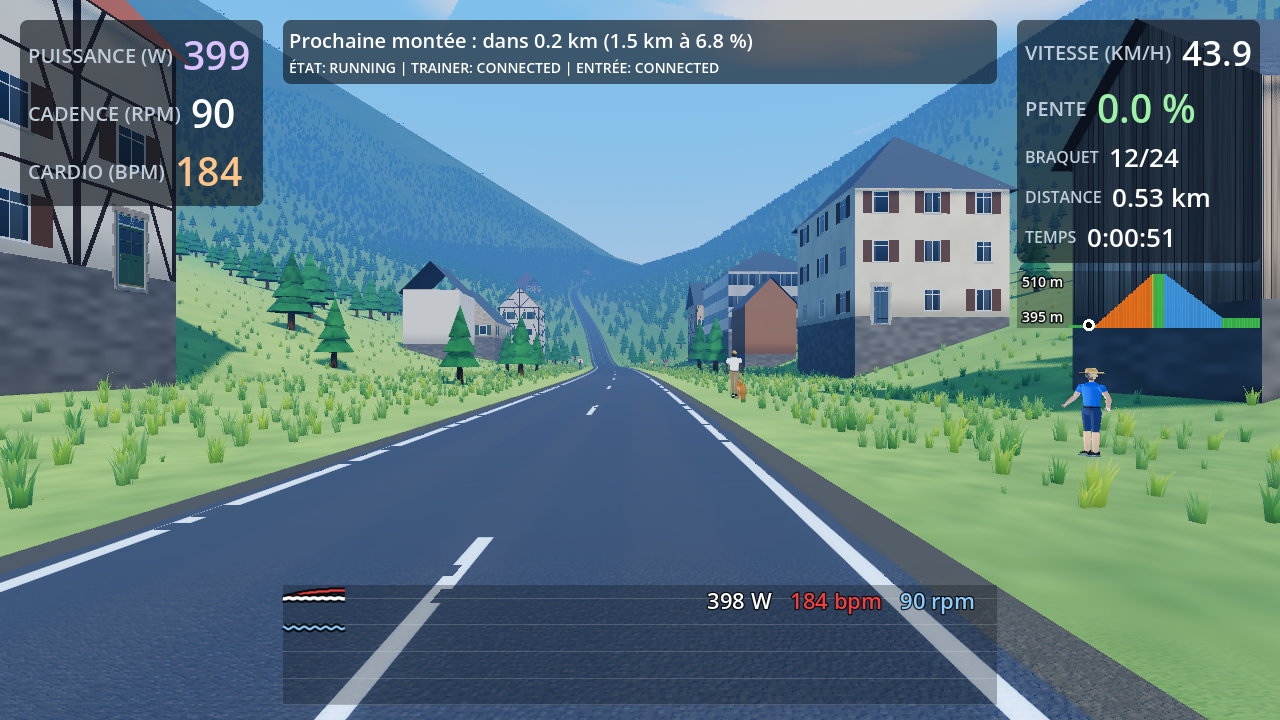 PUISSANCE (W) 399
CADENCE (RPM) 90
CARDIO (BPM) 184
Prochaine montée : dans 0.2 km (1.5 km à 6.8 %)
ÉTAT: RUNNING | TRAINER: CONNECTED | ENTRÉE: CONNECTED
VITESSE (KM/H) 43.9
PENTE 0.0 %
BRAQUET 12/24
DISTANCE 0.53 km
TEMPS 0:00:51
510 m
395 m
398 W 184 bpm 90 rpm